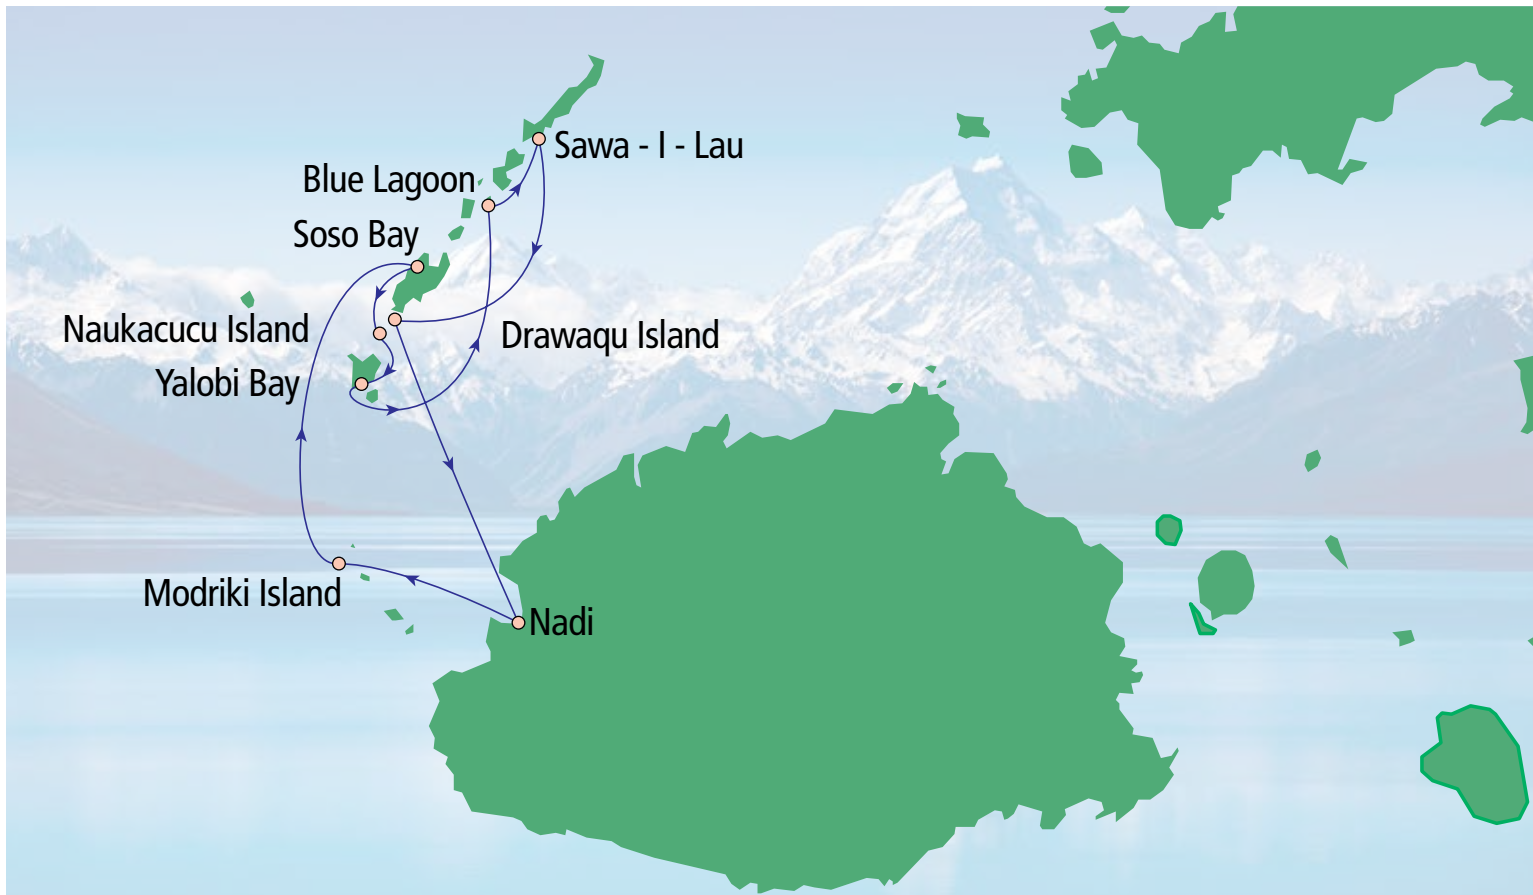 Sawa - I - Lau
Blue Lagoon
Soso Bay
Naukacucu Island
Drawaqu Island
Yalobi Bay
Modriki Island
Nadi